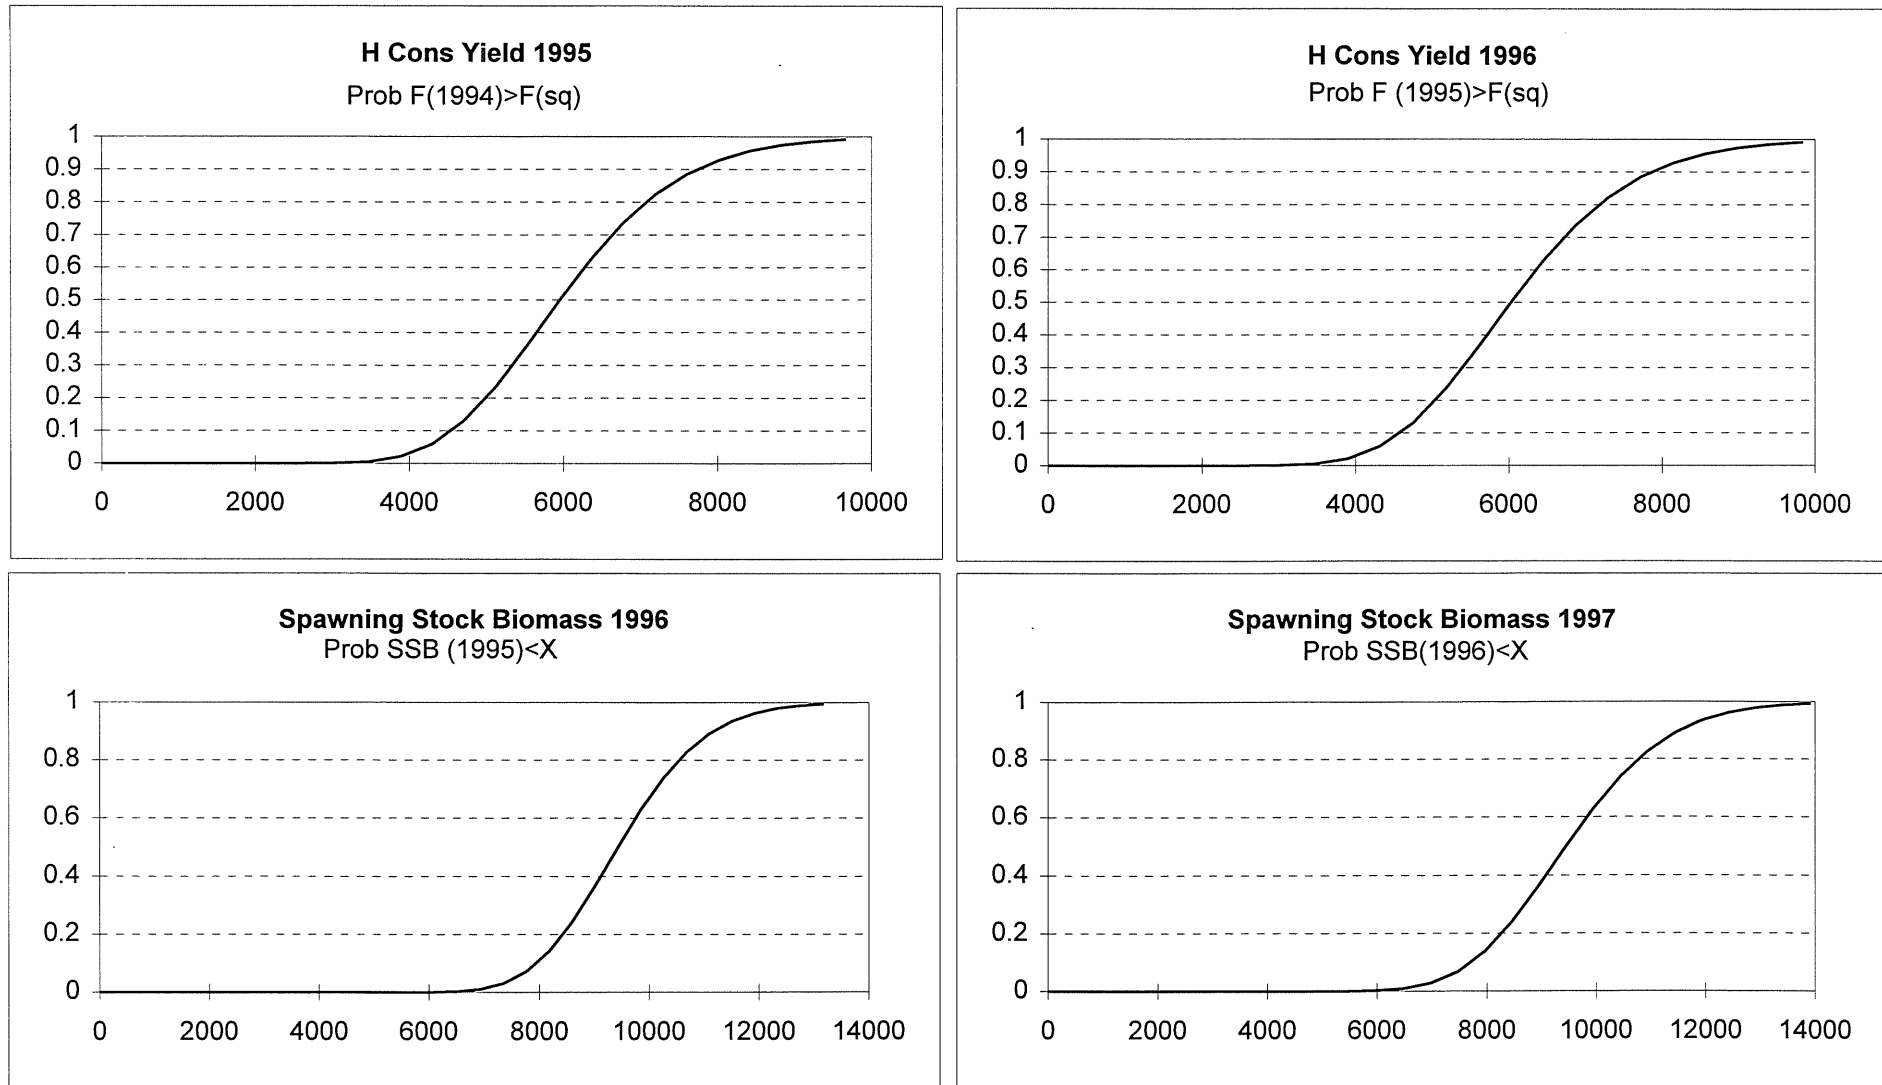 H Cons Yield 1995
Prob F(1994)>F(sq)
1
0.9
0.8
0.7
0.6
0.5
0.4
0.3
0.2
0.1
0
0 2000 4000 6000 8000 10000
H Cons Yield 1996
Prob F (1995)>F(sq)
1
0.9
0.8
0.7
0.6
0.5
0.4
0.3
0.2
0.1
0
0 2000 4000 6000 8000 10000
Spawning Stock Biomass 1996
Prob SSB (1995)<X
1
0.8
0.6
0.4
0.2
0
0 2000 4000 6000 8000 10000 12000 14000
Spawning Stock Biomass 1997
Prob SSB(1996)<X
1
0.8
0.6
0.4
0.2
0
0 2000 4000 6000 8000 10000 12000 14000